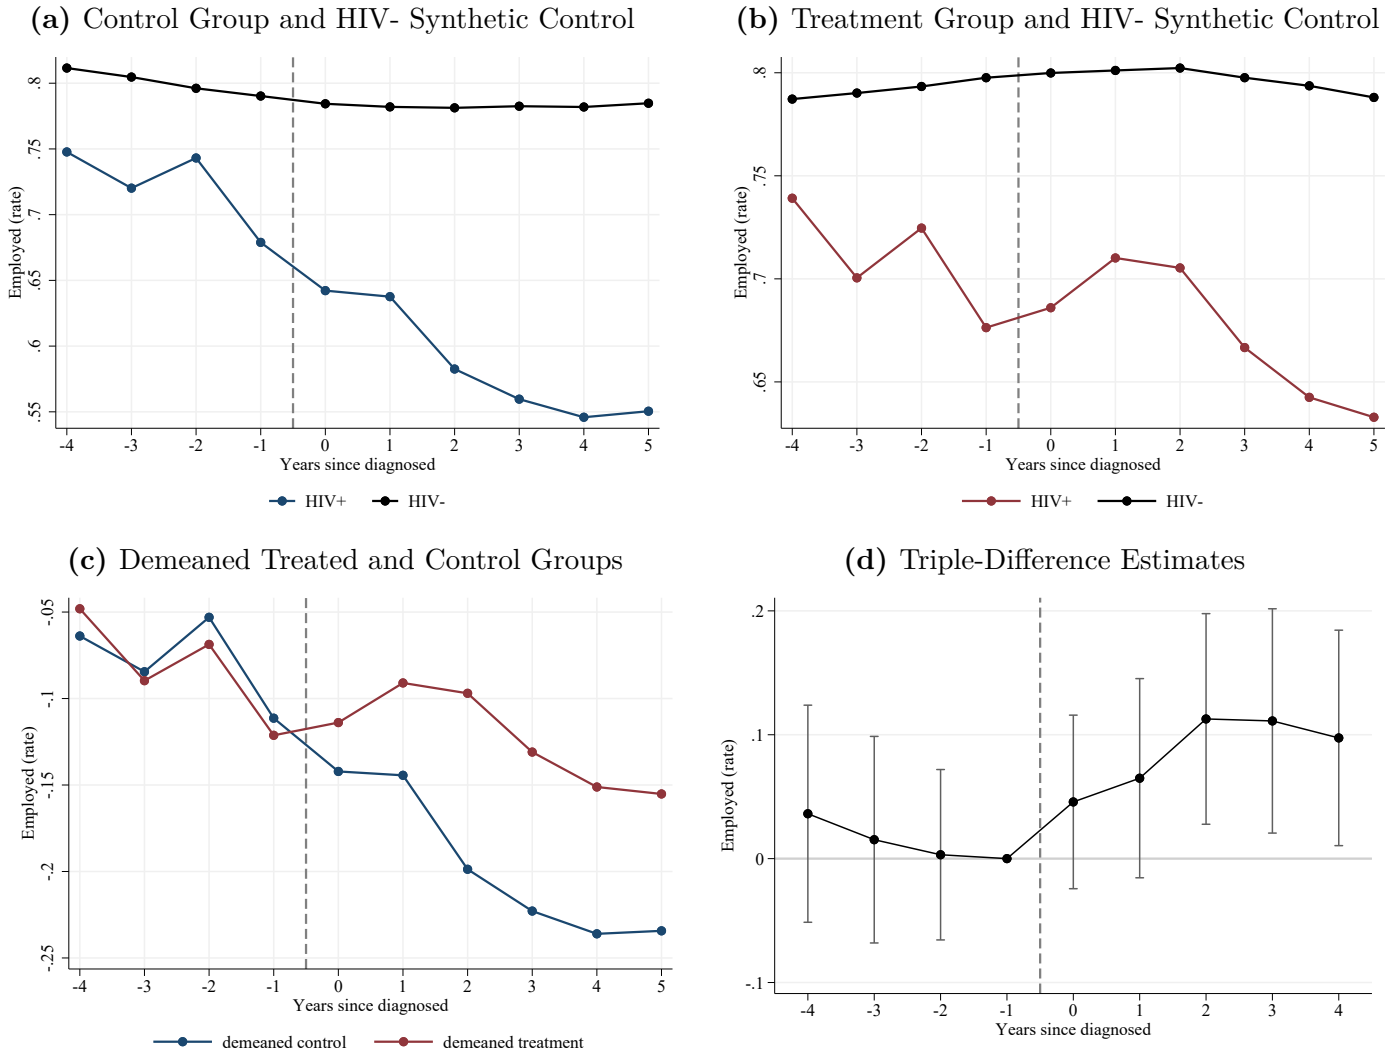 (a) Control Group and HIV- Synthetic Control
Employed (rate)
.8
.75
.7
.65
.6
.55
-4 -3 -2 -1 0 1 2 3 4 5
Years since diagnosed
HIV+ HIV-
(b) Treatment Group and HIV- Synthetic Control
Employed (rate)
.8
.75
.7
.65
-4 -3 -2 -1 0 1 2 3 4 5
Years since diagnosed
HIV+ HIV-
(c) Demeaned Treated and Control Groups
Employed (rate)
-.05
-.1
-.15
-.2
-.25
-4 -3 -2 -1 0 1 2 3 4 5
Years since diagnosed
demeaned control demeaned treatment
(d) Triple-Difference Estimates
Employed (rate)
.2
.1
0
-.1
-4 -3 -2 -1 0 1 2 3 4
Years since diagnosed